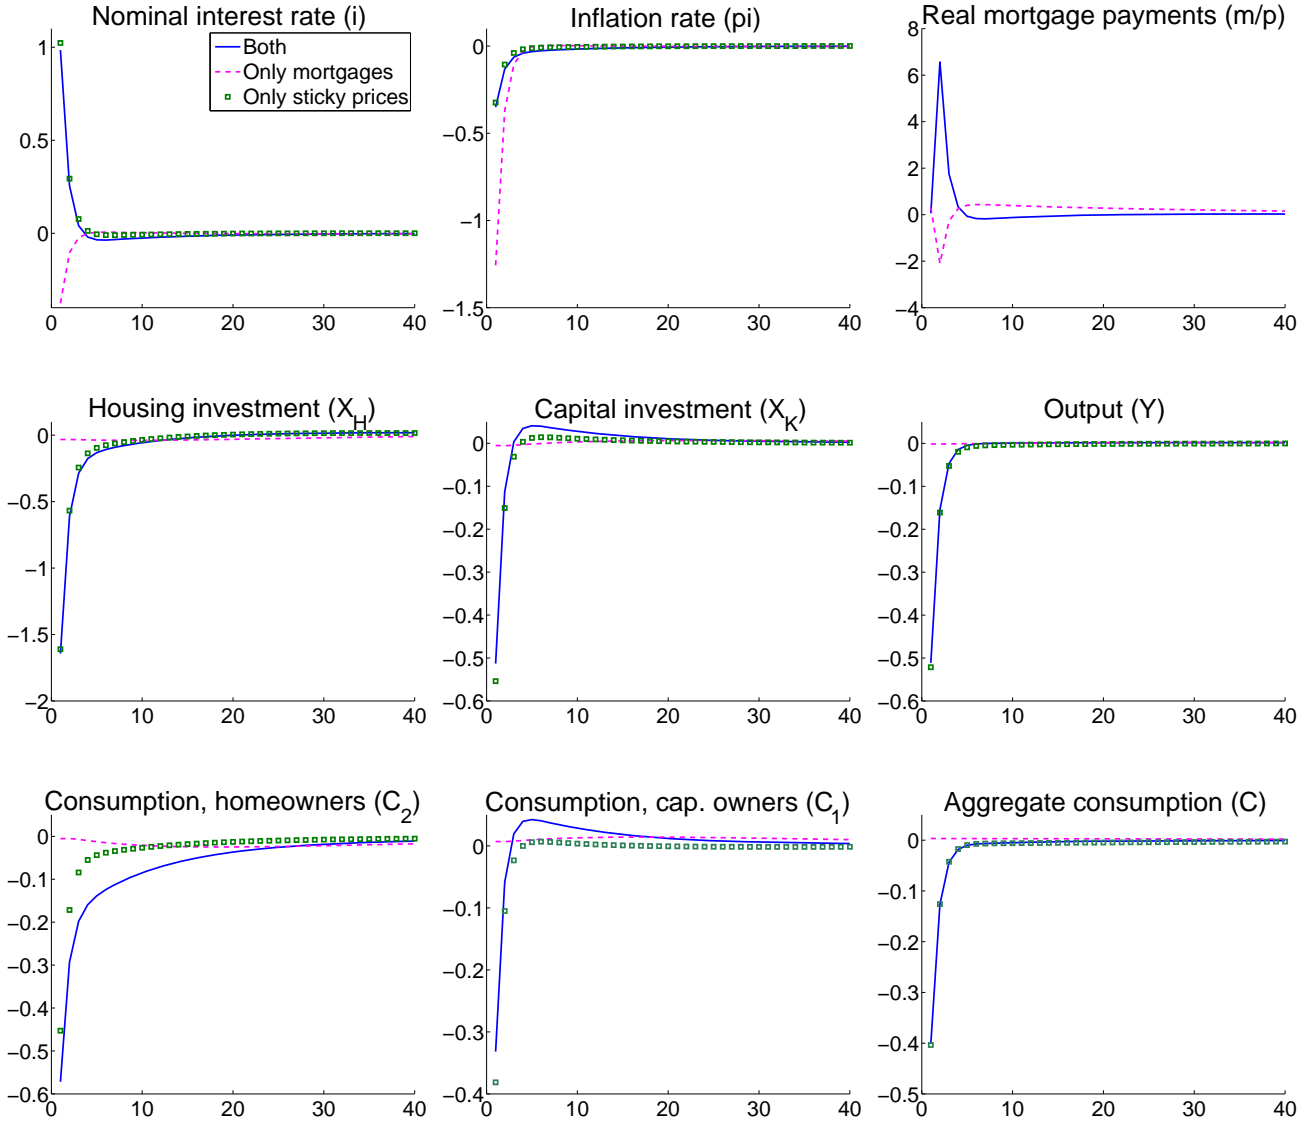 Nominal interest rate (i)
Both
Only mortgages
Only sticky prices
1
0.5
0
0 10 20 30 40
Inflation rate (pi)
0
−0.5
−1
−1.5
0 10 20 30 40
Real mortgage payments (m/p)
8
6
4
2
0
−2
−4
0 10 20 30 40
Housing investment (X_H)
0
−0.5
−1
−1.5
−2
0 10 20 30 40
Capital investment (X_K)
0
−0.1
−0.2
−0.3
−0.4
−0.5
−0.6
0 10 20 30 40
Output (Y)
0
−0.1
−0.2
−0.3
−0.4
−0.5
−0.6
0 10 20 30 40
Consumption, homeowners (C_2)
0
−0.1
−0.2
−0.3
−0.4
−0.5
−0.6
0 10 20 30 40
Consumption, cap. owners (C_1)
0
−0.1
−0.2
−0.3
−0.4
0 10 20 30 40
Aggregate consumption (C)
0
−0.1
−0.2
−0.3
−0.4
−0.5
0 10 20 30 40